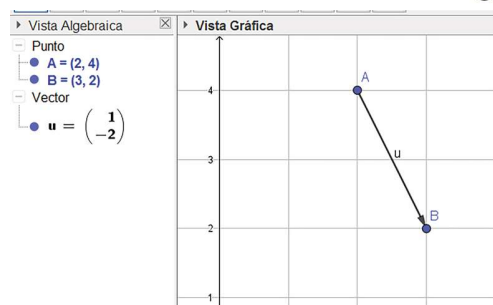 Vista Algebraica
Vista Gráfica
Punto
A = (2, 4)
B = (3, 2)
Vector
u = ( 1
-2 )
4
3
2
1
A
u
B